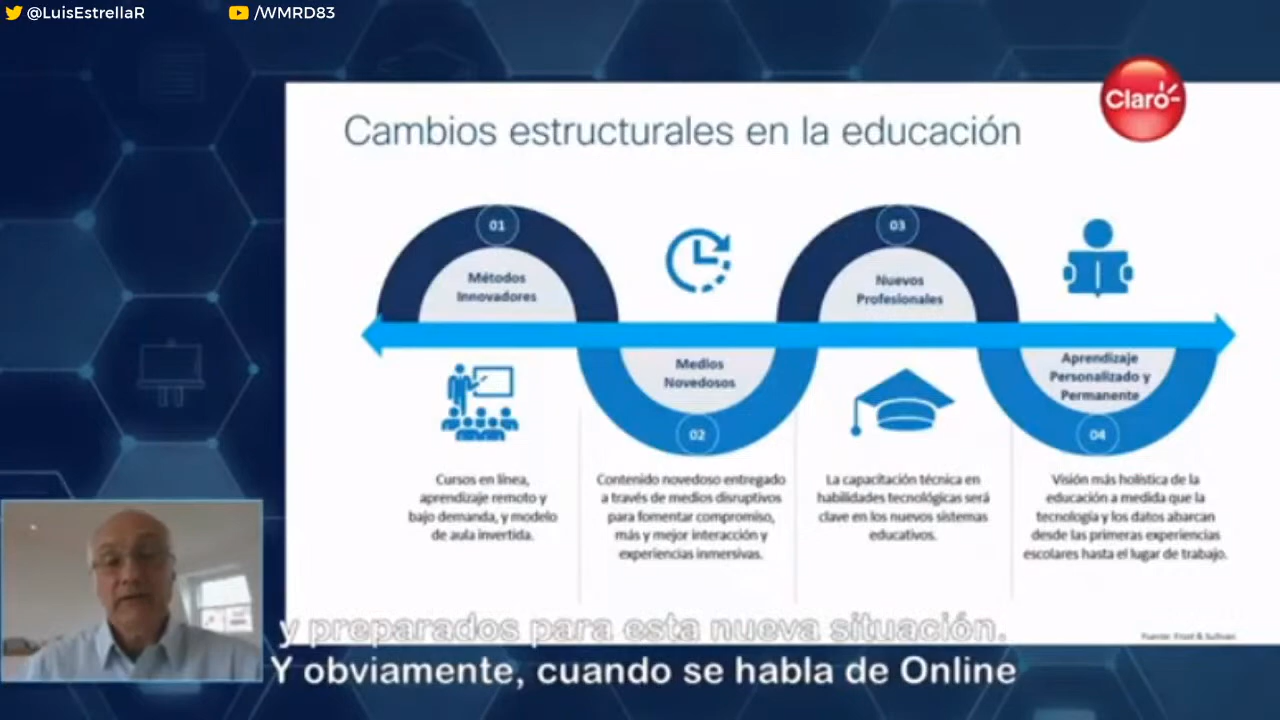 @LuisEstrellaR
/WMRD83
Claro-
Cambios estructurales en la educación
01
Métodos
Innovadores
Cursos en línea,
aprendizaje remoto y
bajo demanda, y modelo
de aula invertida.
Medios
Novedosos
02
Contenido novedoso entregado
a través de medios disruptivos
para fomentar compromiso,
más y mejor interacción y
experiencias inmersivas.
03
Nuevos
Profesionales
La capacitación técnica en
habilidades tecnológicas será
clave en los nuevos sistemas
educativos.
Aprendizaje
Personalizado y
Permanente
04
Visión más holística de la
educación a medida que la
tecnología y los datos abarcan
desde las primeras experiencias
escolares hasta el lugar de trabajo.
Fuente: Frost & Sullivan
y preparados para esta nueva situación.
Y obviamente, cuando se habla de Online